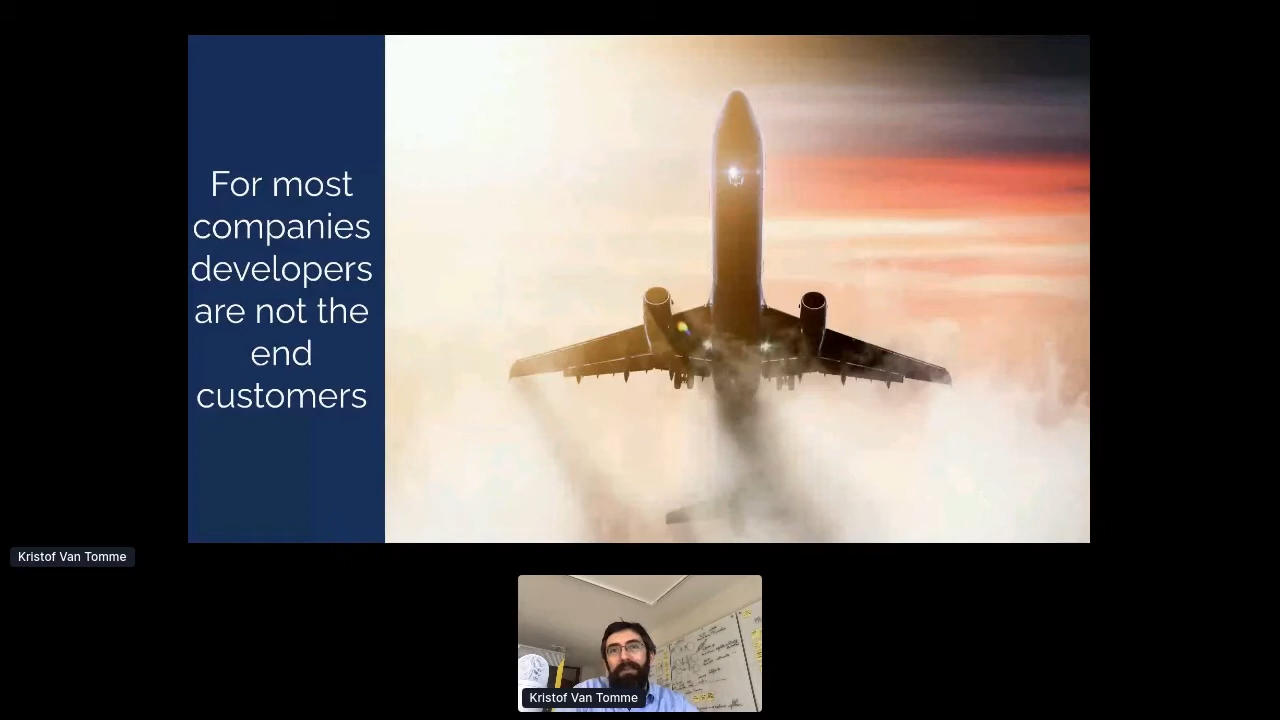 For most
companies
developers
are not the
end
customers
Kristof Van Tomme
Kristof Van Tomme